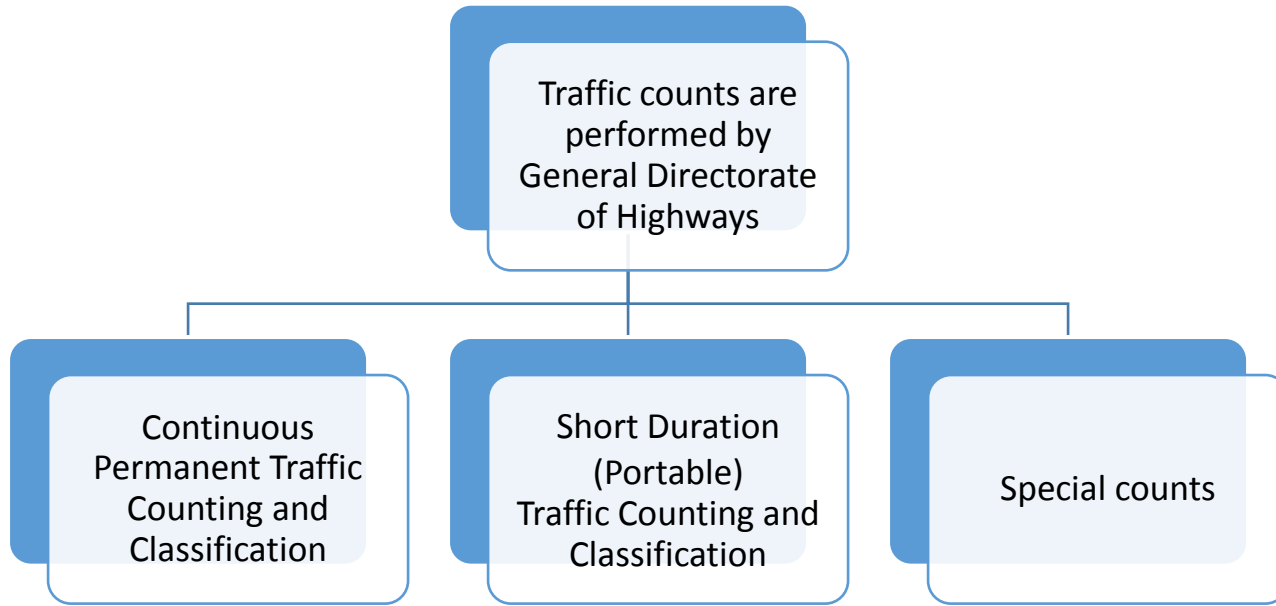 Traffic counts are
performed by
General Directorate
of Highways
Continuous
Permanent Traffic
Counting and
Classification
Short Duration
(Portable)
Traffic Counting and
Classification
Special counts